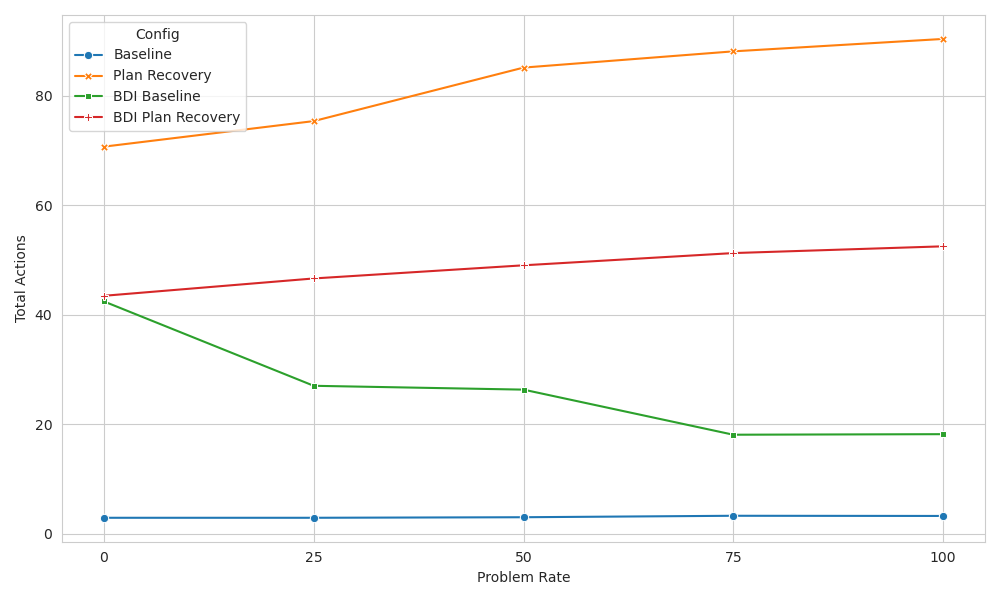 Config
Baseline
Plan Recovery
BDI Baseline
BDI Plan Recovery
Total Actions
80
60
40
20
0
0 25 50 75 100
Problem Rate